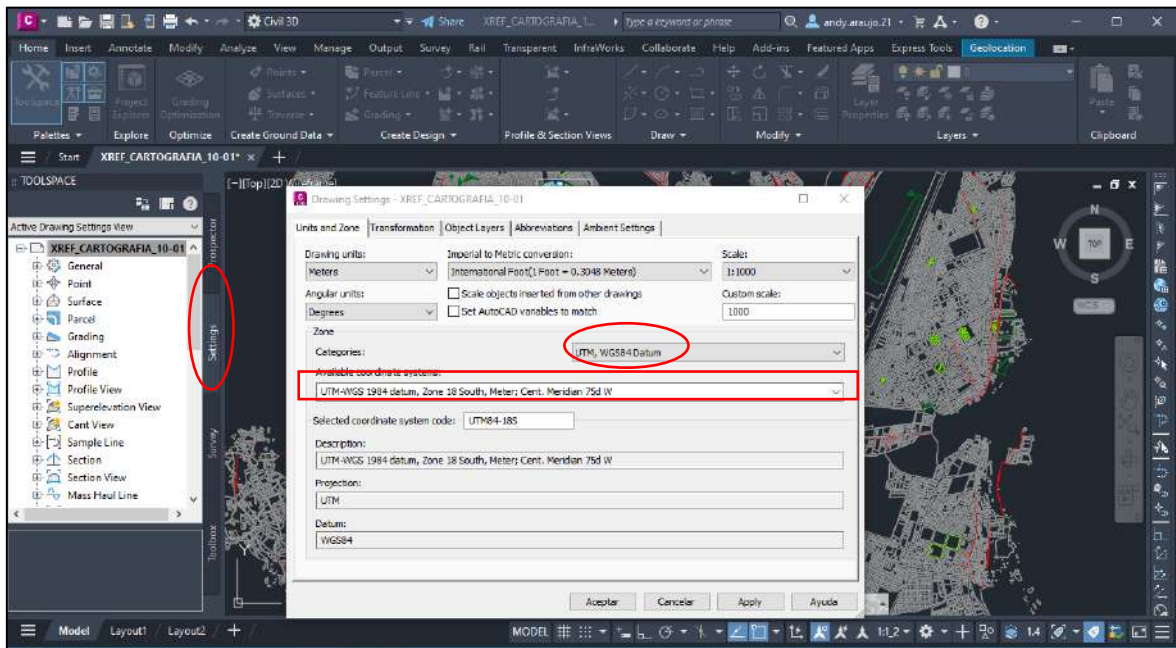 Civil 3D
Share
XREF_CARTOGRAFIA_1...
Type a keyword or phrase
andy.araujo.21
Home Insert Annotate Modify Analyze View Manage Output Survey Rail Transparent InfraWorks Collaborate Help Add-ins Featured Apps Express Tools Geolocation
Toolspace
Project Explorer
Grading Optimization
Points
Surfaces
Traverse
Parcel
Feature Line
Grading
Layer Properties
Paste
Palettes Explore Optimize Create Ground Data Create Design Profile & Section Views Draw Modify Layers Clipboard
Start XREF_CARTOGRAFIA_10-01*
TOOLSPACE
Active Drawing Settings View
XREF_CARTOGRAFIA_10-01
General
Point
Surface
Parcel
Grading
Alignment
Profile
Profile View
Superelevation View
Cant View
Sample Line
Section
Section View
Mass Haul Line
Prospector
Settings
Survey
Toolbox
[-][Top][2D Wireframe]
Drawing Settings - XREF_CARTOGRAFIA_10-01
Units and Zone Transformation Object Layers Abbreviations Ambient Settings
Drawing units: Imperial to Metric conversion: Scale:
Meters International Foot(1 Foot = 0.3048 Meters) 1:1000
Angular units: Scale objects inserted from other drawings Custom scale:
Degrees Set AutoCAD variables to match 1000
Zone
Categories: UTM, WGS84 Datum
Available coordinate systems:
UTM-WGS 1984 datum, Zone 18 South, Meter; Cent. Meridian 75d W
Selected coordinate system code: UTM84-18S
Description:
UTM-WGS 1984 datum, Zone 18 South, Meter; Cent. Meridian 75d W
Projection:
UTM
Datum:
WGS84
Aceptar Cancelar Apply Ayuda
N
W TOP E
S
WCS
Y
Model Layout1 Layout2
MODEL 1:1.2 1.4